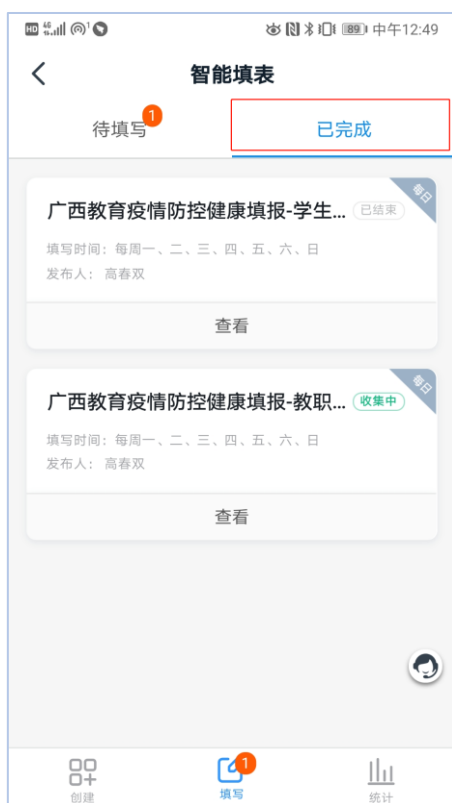 HD 46 89 中午12:49
智能填表
待填写 1
已完成
每日
广西教育疫情防控健康填报-学生... 已结束
填写时间：每周一、二、三、四、五、六、日
发布人：高春双
查看
每日
广西教育疫情防控健康填报-教职... 收集中
填写时间：每周一、二、三、四、五、六、日
发布人：高春双
查看
1
创建 填写 统计